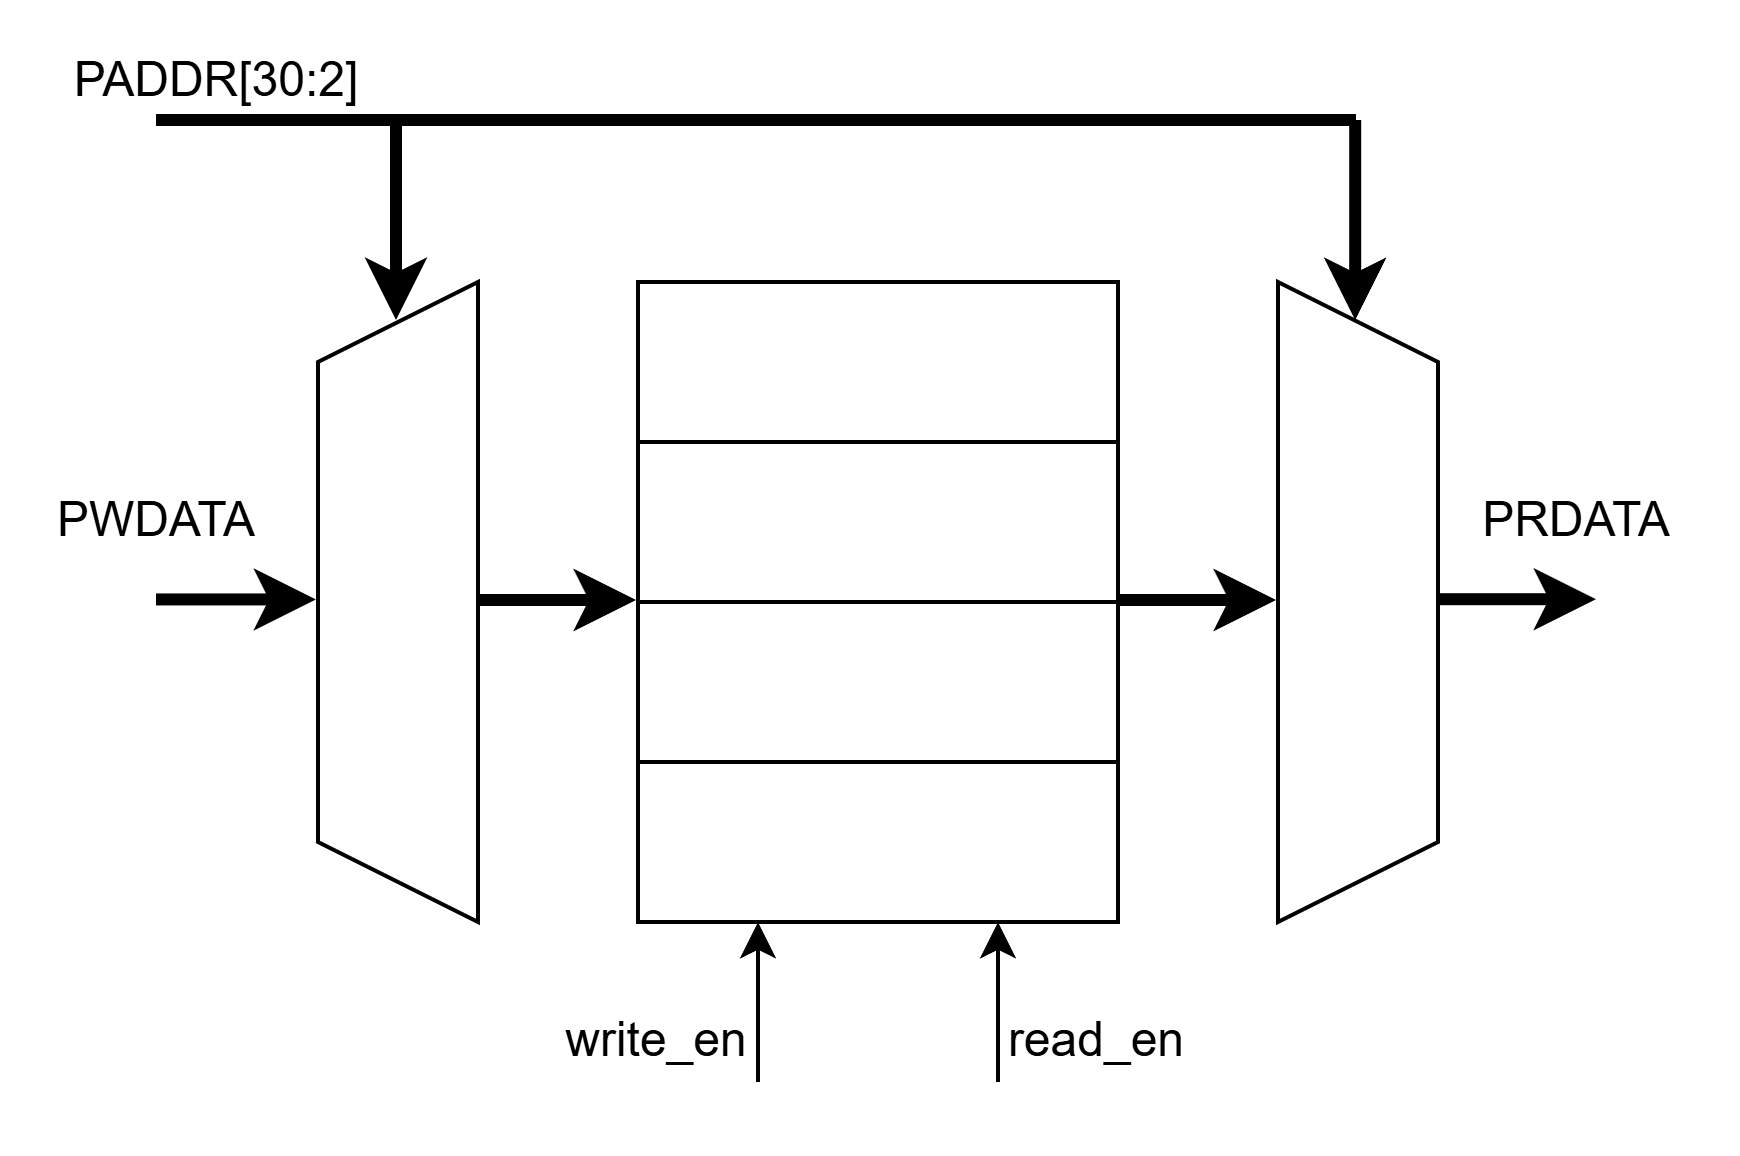 PADDR[30:2]
PWDATA
PRDATA
write_en
read_en